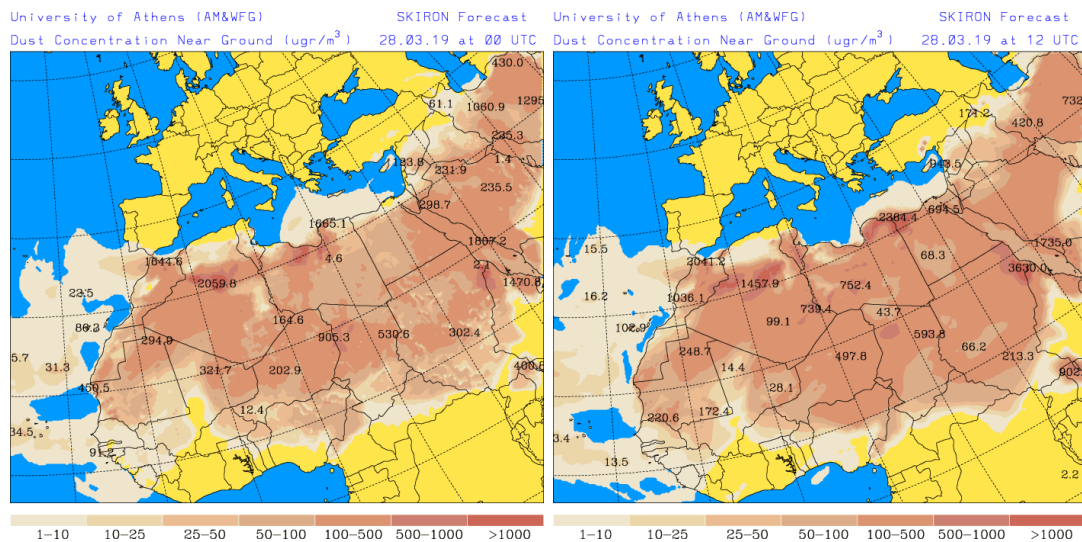 University of Athens (AM&WFG) SKIRON Forecast
Dust Concentration Near Ground (ugr/m³) 28.03.19 at 00 UTC
430.0
61.1 1060.9 1295
235.3
123.8 231.9 1.4
235.5
298.7
1665.1
1807.2
1644.6 4.6 2.1
2059.8 1470.8
23.5
164.6
294.9 905.3 530.6 302.4
5.7 31.3 321.7 202.9 400.6
450.5
12.4
34.5
91.2
1-10 10-25 25-50 50-100 100-500 500-1000 >1000
University of Athens (AM&WFG) SKIRON Forecast
Dust Concentration Near Ground (ugr/m³) 28.03.19 at 12 UTC
732
171.2 420.8
943.5
694.5
2384.4
15.5 68.3 1735.0
2041.2 3630.0
16.2 1036.1 1457.9 752.4
739.4 43.7
102.9 99.1 593.8
248.7 497.8 66.2 213.3
14.4 902.
28.1
220.6 172.4
3.4
13.5 2.2
1-10 10-25 25-50 50-100 100-500 500-1000 >1000